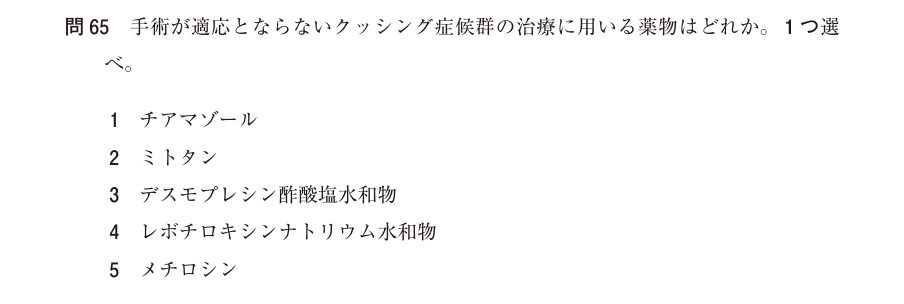 問 65 手術が適応とならないクッシング症候群の治療に用いる薬物はどれか。1つ選
べ。
1 チアマゾール
2 ミトタン
3 デスモプレシン酢酸塩水和物
4 レボチロキシンナトリウム水和物
5 メチロシン